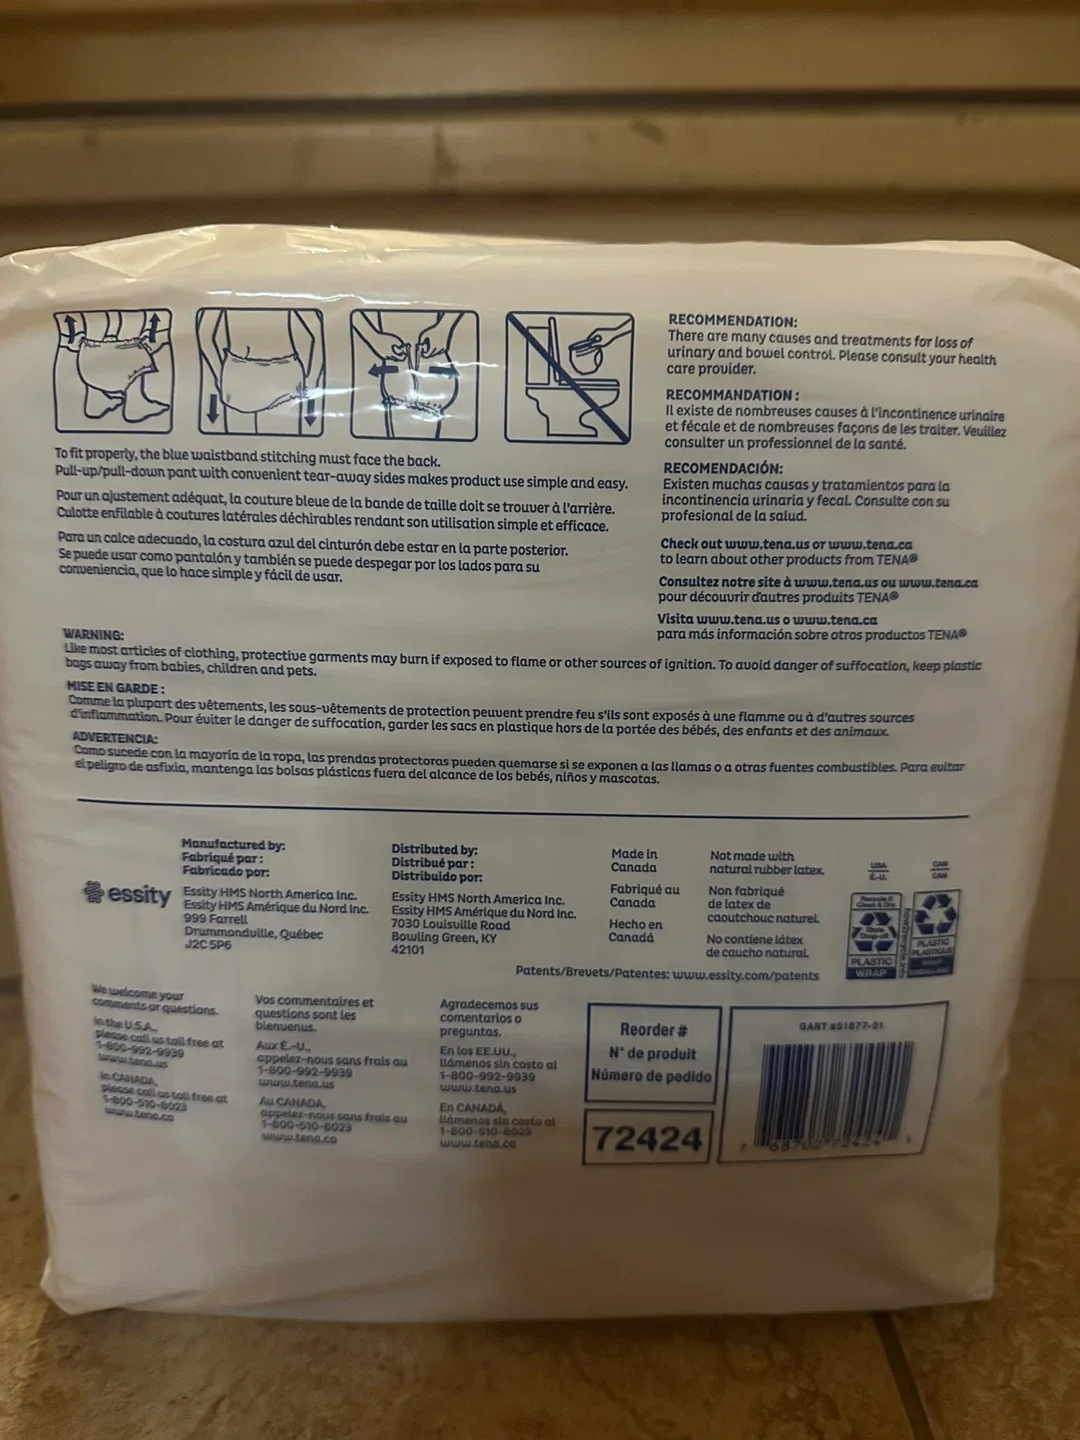 RECOMMENDATION:
There are many causes and treatments for loss of
urinary and bowel control. Please consult your health
care provider.
RECOMMANDATION :
Il existe de nombreuses causes à l'incontinence urinaire
et fécale et de nombreuses façons de les traiter. Veuillez
consulter un professionnel de la santé.
RECOMENDACIÓN:
Existen muchas causas y tratamientos para la
incontinencia urinaria y fecal. Consulte con su
profesional de la salud.
Check out www.tena.us or www.tena.ca
to learn about other products from TENA®
Consultez notre site à www.tena.us ou www.tena.ca
pour découvrir d'autres produits TENA®
Visita www.tena.us o www.tena.ca
para más información sobre otros productos TENA®
To fit properly, the blue waistband stitching must face the back.
Pull-up/pull-down pant with convenient tear-away sides makes product use simple and easy.
Pour un ajustement adéquat, la couture bleue de la bande de taille doit se trouver à l'arrière.
Culotte enfilable à coutures latérales déchirables rendant son utilisation simple et efficace.
Para un calce adecuado, la costura azul del cinturón debe estar en la parte posterior.
Se puede usar como pantalón y también se puede despegar por los lados para su
conveniencia, que lo hace simple y fácil de usar.
WARNING:
Like most articles of clothing, protective garments may burn if exposed to flame or other sources of ignition. To avoid danger of suffocation, keep plastic
bags away from babies, children and pets.
MISE EN GARDE :
Comme la plupart des vêtements, les sous-vêtements de protection peuvent prendre feu s'ils sont exposés à une flamme ou à d'autres sources
d'inflammation. Pour éviter le danger de suffocation, garder les sacs en plastique hors de la portée des bébés, des enfants et des animaux.
ADVERTENCIA:
Como sucede con la mayoría de la ropa, las prendas protectoras pueden quemarse si se exponen a las llamas o a otras fuentes combustibles. Para evitar
el peligro de asfixia, mantenga las bolsas plásticas fuera del alcance de los bebés, niños y mascotas.
essity
Manufactured by:
Fabriqué par :
Fabricado por:
Essity HMS North America Inc.
Essity HMS Amérique du Nord Inc.
999 Farrell
Drummondville, Québec
J2C 5P6
Distributed by:
Distribué par :
Distribuido por:
Essity HMS North America Inc.
Essity HMS Amérique du Nord Inc.
7030 Louisville Road
Bowling Green, KY
42101
Made in
Canada
Fabriqué au
Canada
Hecho en
Canadá
Not made with
natural rubber latex.
Non fabriqué
de latex de
caoutchouc naturel.
No contiene látex
de caucho natural.
Patents/Brevets/Patentes: www.essity.com/patents
USA
É.-U.
Recycle if
Clean & Dry
Store
Drop-off
PLASTIC
WRAP
how2recycle.info
CAN
CAN
PLASTIC
PLASTIQUE
We welcome your
comments or questions.
In the U.S.A.,
please call us toll free at
1-800-992-9939
www.tena.us
In CANADA,
please call us toll free at
1-800-510-8023
www.tena.ca
Vos commentaires et
questions sont les
bienvenus.
Aux É.-U.,
appelez-nous sans frais au
1-800-992-9939
www.tena.us
Au CANADA,
appelez-nous sans frais au
1-800-510-8023
www.tena.ca
Agradecemos sus
comentarios o
preguntas.
En los EE.UU.,
llámenos sin costo al
1-800-992-9939
www.tena.us
En CANADÁ,
llámenos sin costo al
1-800-510-8023
www.tena.ca
Reorder #
N° de produit
Número de pedido
72424
GART #51877-01
7 68702 72424 1